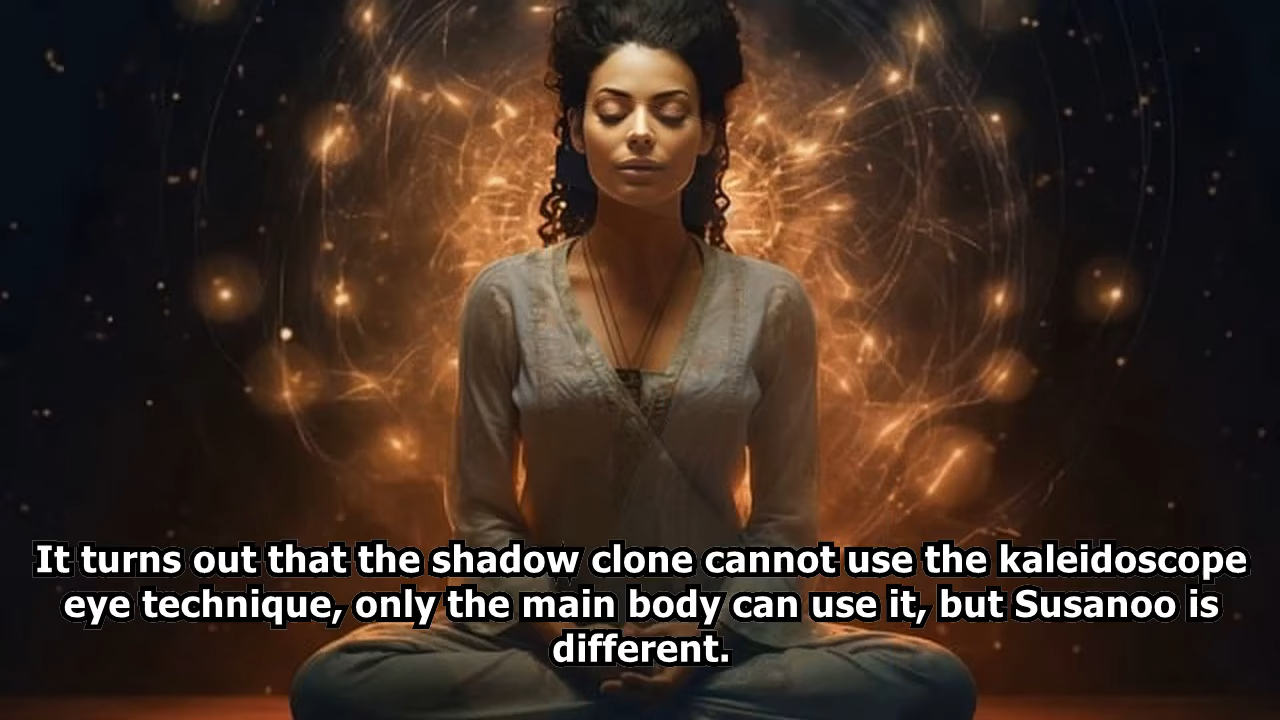 It turns out that the shadow clone cannot use the kaleidoscope
eye technique, only the main body can use it, but Susanoo is
different.